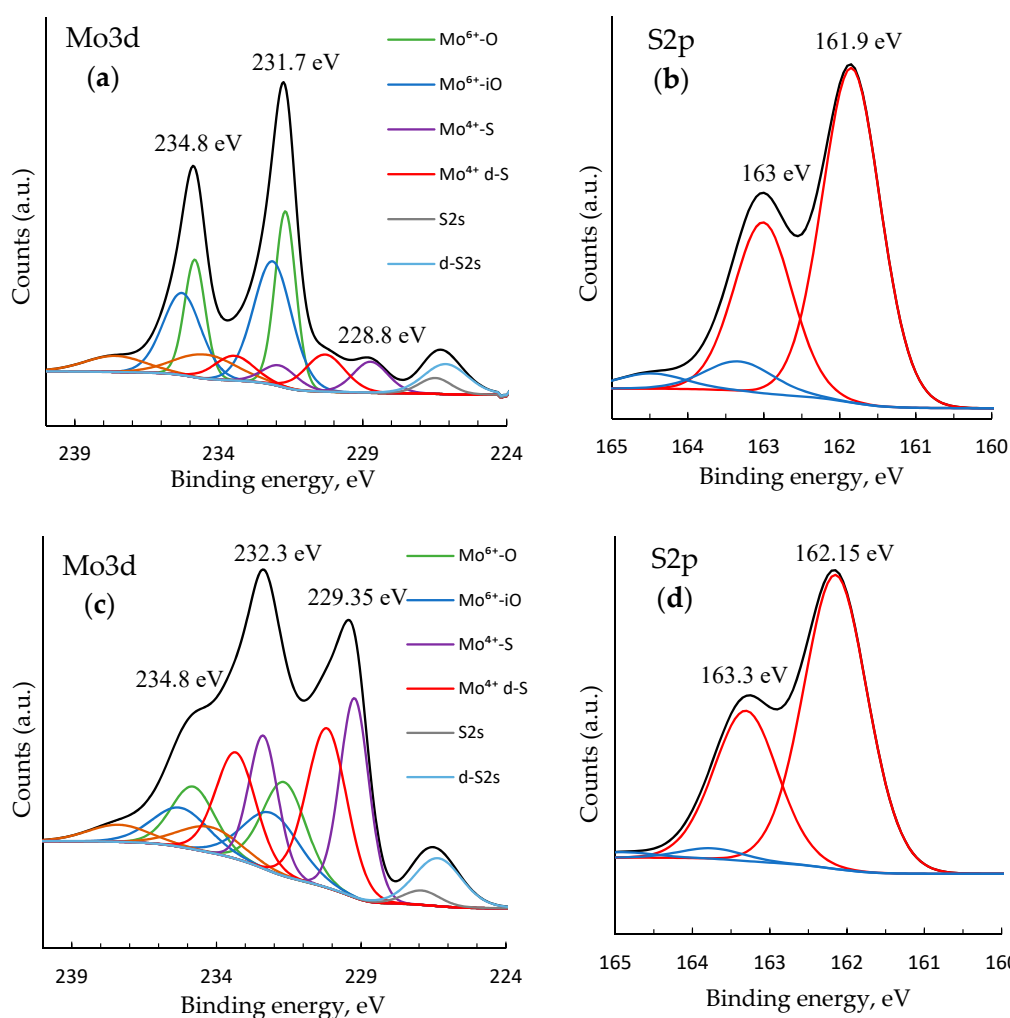 Mo3d
(a)
231.7 eV
234.8 eV
228.8 eV
Mo⁶⁺-O
Mo⁶⁺-iO
Mo⁴⁺-S
Mo⁴⁺ d-S
S2s
d-S2s
Counts (a.u.)
239 234 229 224
Binding energy, eV
S2p
(b)
161.9 eV
163 eV
Counts (a.u.)
165 164 163 162 161 160
Binding energy, eV
Mo3d
(c)
232.3 eV
229.35 eV
234.8 eV
Mo⁶⁺-O
Mo⁶⁺-iO
Mo⁴⁺-S
Mo⁴⁺ d-S
S2s
d-S2s
Counts (a.u.)
239 234 229 224
Binding energy, eV
S2p
(d)
162.15 eV
163.3 eV
Counts (a.u.)
165 164 163 162 161 160
Binding energy, eV